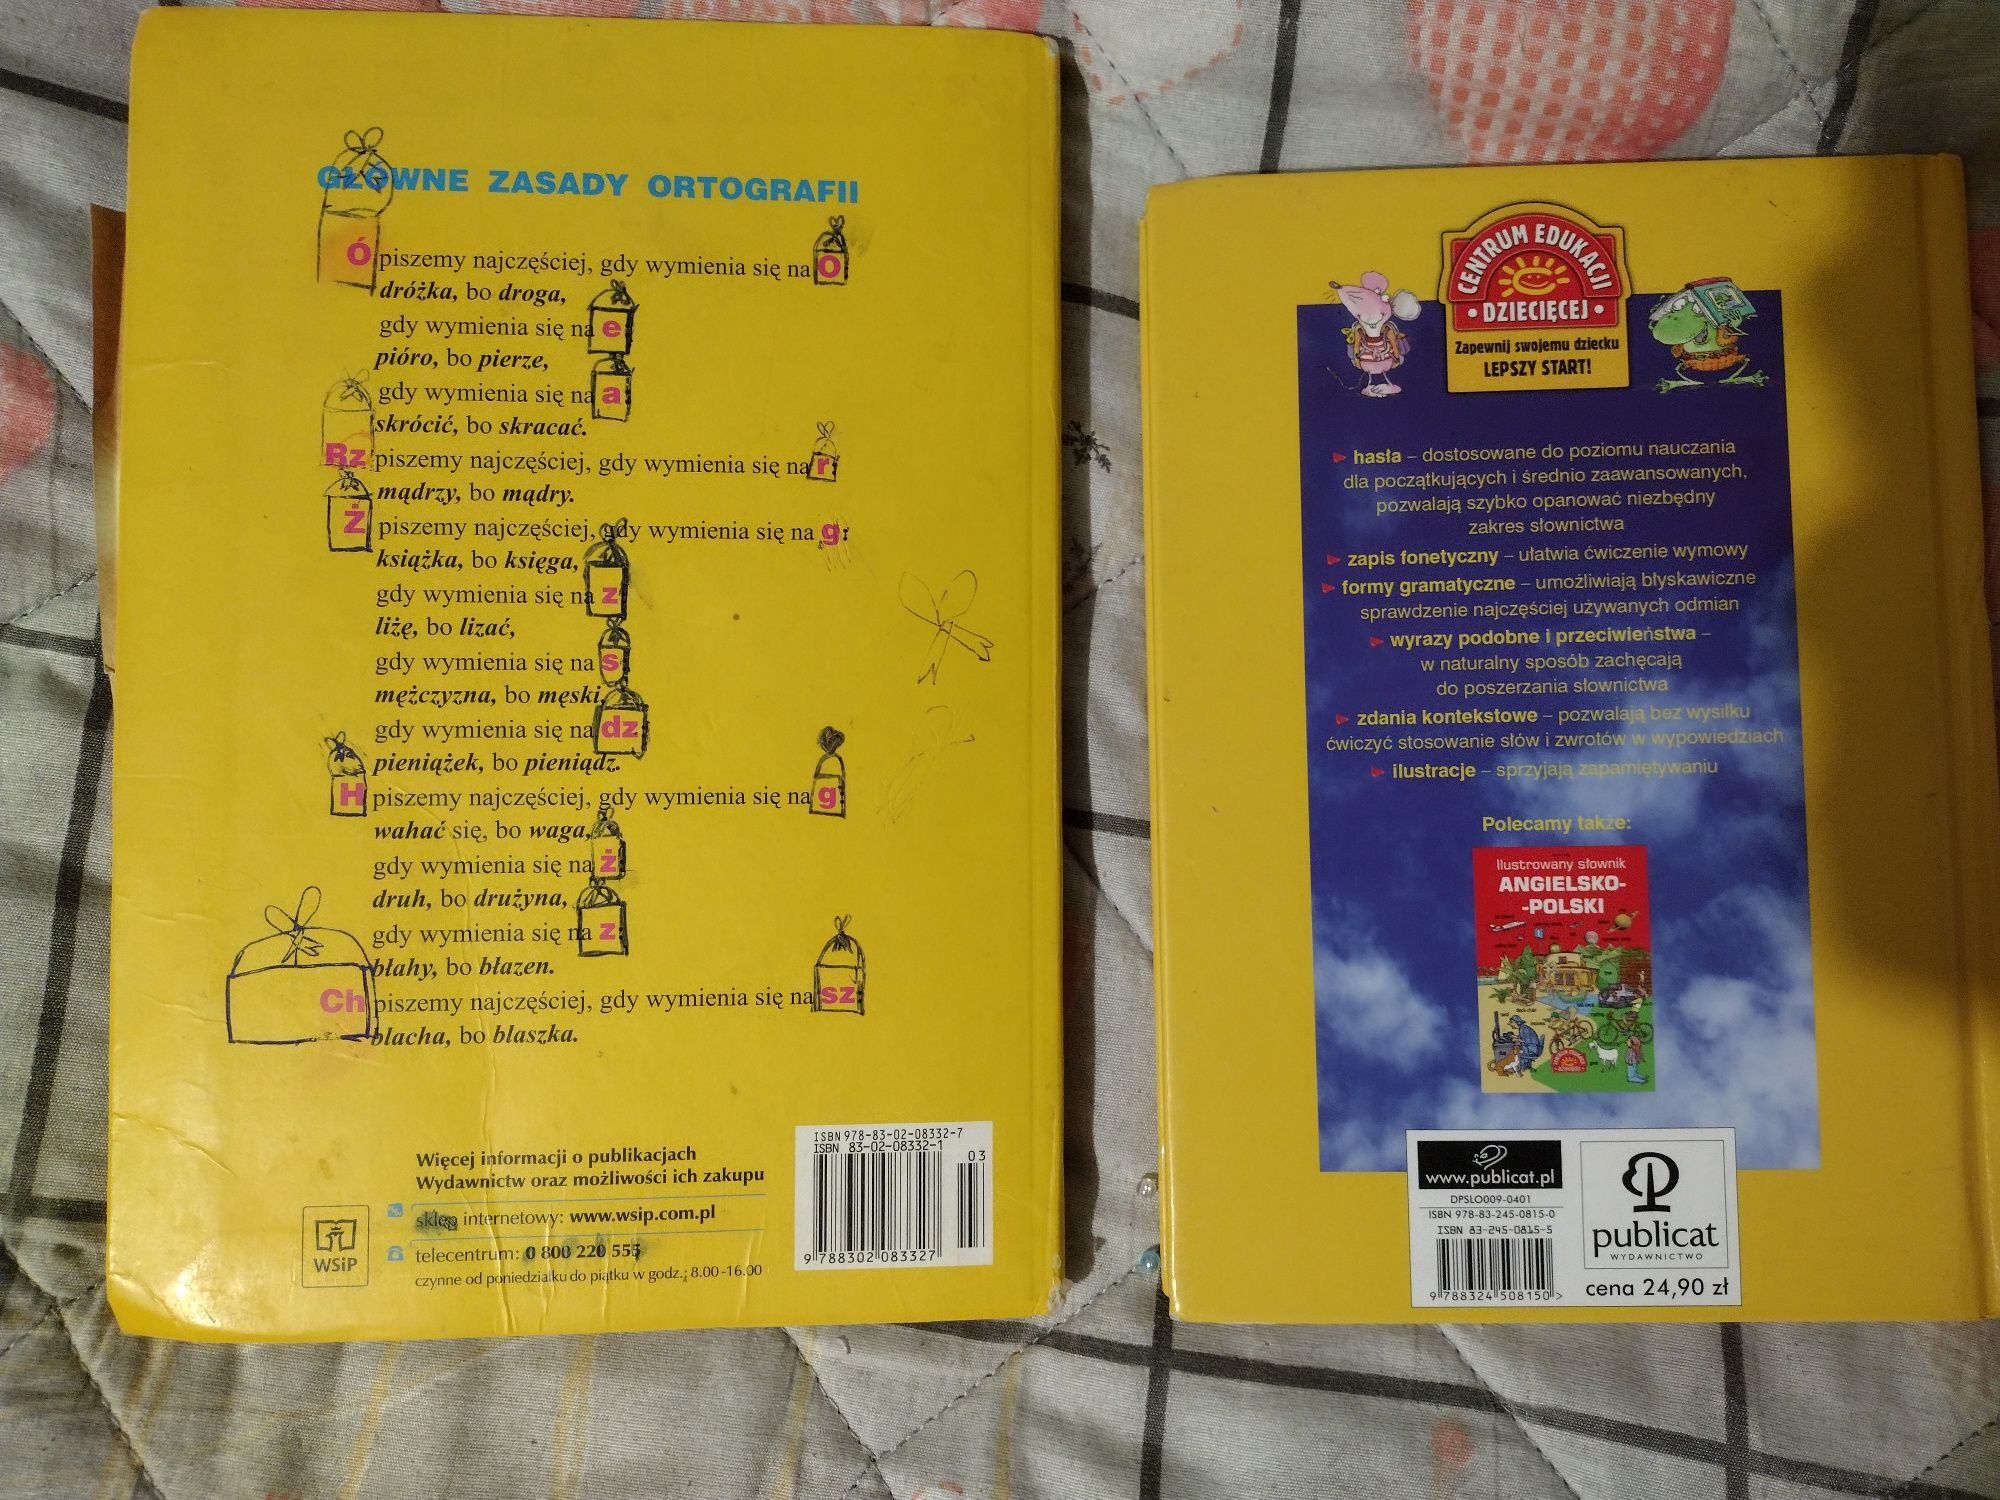 GŁÓWNE ZASADY ORTOGRAFII
Ó piszemy najczęściej, gdy wymienia się na O
dróżka, bo droga,
gdy wymienia się na e
pióro, bo pierze,
gdy wymienia się na a
skrócić, bo skracać.
Rz piszemy najczęściej, gdy wymienia się na r
mądrzy, bo mądry.
Ż piszemy najczęściej, gdy wymienia się na g:
książka, bo księga,
gdy wymienia się na z
liżę, bo lizać,
gdy wymienia się na s
mężczyzna, bo męski,
gdy wymienia się na dz
pieniążek, bo pieniądz.
H piszemy najczęściej, gdy wymienia się na g:
wahać się, bo waga,
gdy wymienia się na ż
druh, bo drużyna,
gdy wymienia się na z
błahy, bo błazen.
Ch piszemy najczęściej, gdy wymienia się na sz
blacha, bo blaszka.
Więcej informacji o publikacjach
Wydawnictw oraz możliwości ich zakupu
sklep internetowy: www.wsip.com.pl
telecentrum: 0 800 220 555
czynne od poniedziałku do piątku w godz.: 8.00-16.00
WSiP
ISBN 978-83-02-08332-7
ISBN 83-02-08332-1
03
9 788302 083327
CENTRUM EDUKACJI
• DZIECIĘCEJ •
Zapewnij swojemu dziecku
LEPSZY START!
hasła – dostosowane do poziomu nauczania
dla początkujących i średnio zaawansowanych,
pozwalają szybko opanować niezbędny
zakres słownictwa
zapis fonetyczny – ułatwia ćwiczenie wymowy
formy gramatyczne – umożliwiają błyskawiczne
sprawdzenie najczęściej używanych odmian
wyrazy podobne i przeciwieństwa –
w naturalny sposób zachęcają
do poszerzania słownictwa
zdania kontekstowe – pozwalają bez wysiłku
ćwiczyć stosowanie słów i zwrotów w wypowiedziach
ilustracje – sprzyjają zapamiętywaniu
Polecamy także:
Ilustrowany słownik
ANGIELSKO-
-POLSKI
www.publicat.pl
DPSLO009-0401
ISBN 978-83-245-0815-0
ISBN 83-245-0815-5
9 788324 508150 >
publicat
WYDAWNICTWO
cena 24,90 zł